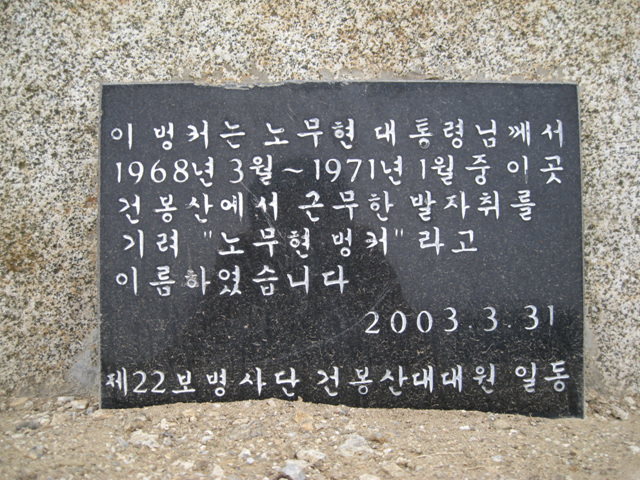 이 벙커는 노무현 대통령님께서
1968년 3월 ~ 1971년 1월 중 이곳
건봉산에서 근무한 발자취를
기려 "노무현 벙커" 라고
이름하였습니다
2003.3.31
제22보병사단 건봉산대대원 일동